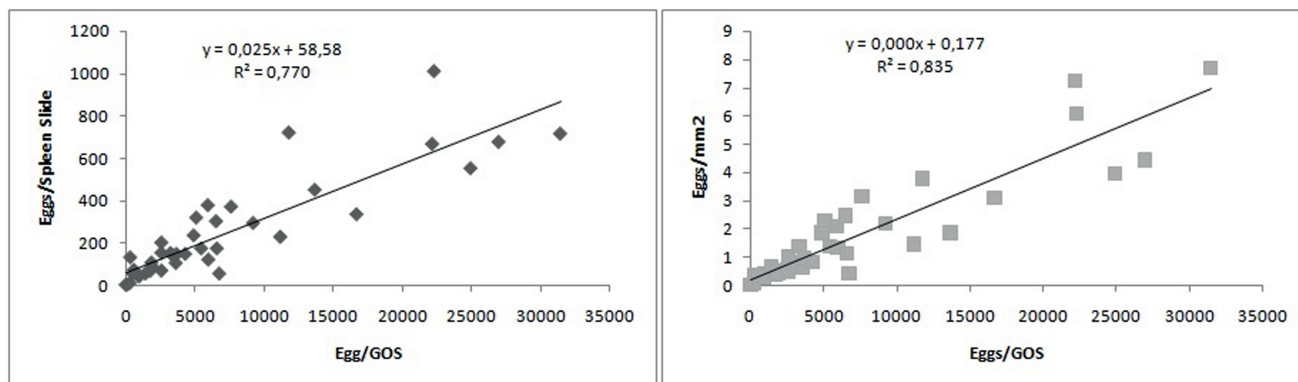 1200
1000
800
600
400
200
0
Eggs/Spleen Slide
y = 0,025x + 58,58
R² = 0,770
0 5000 10000 15000 20000 25000 30000 35000
Egg/GOS
9
8
7
6
5
4
3
2
1
0
Eggs/mm2
y = 0,000x + 0,177
R² = 0,835
0 5000 10000 15000 20000 25000 30000 35000
Eggs/GOS